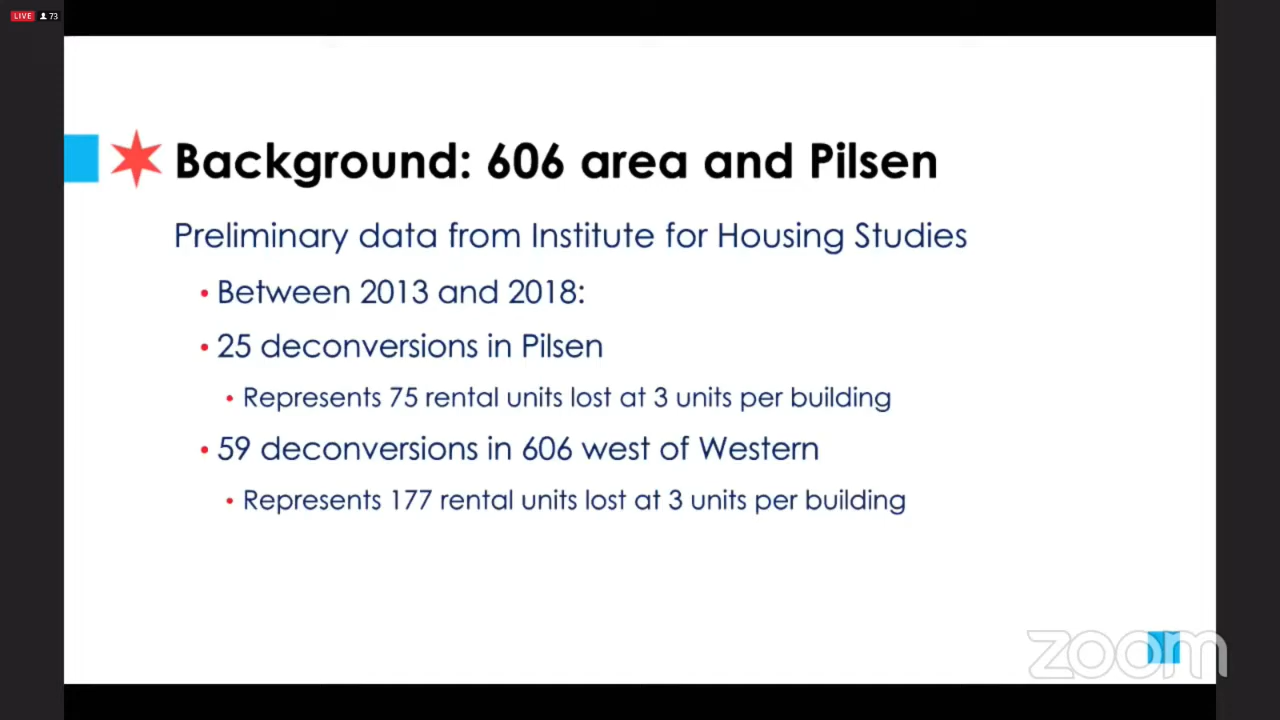 LIVE 73
Background: 606 area and Pilsen
Preliminary data from Institute for Housing Studies
• Between 2013 and 2018:
• 25 deconversions in Pilsen
• Represents 75 rental units lost at 3 units per building
• 59 deconversions in 606 west of Western
• Represents 177 rental units lost at 3 units per building
zoom